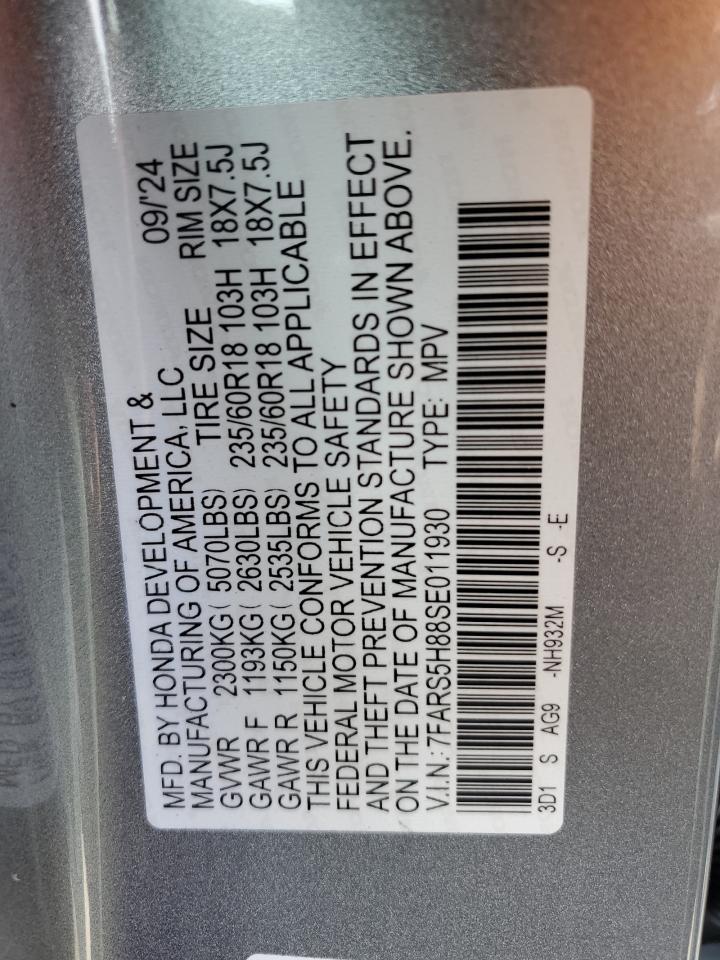 MFD. BY HONDA DEVELOPMENT & 09/'24
MANUFACTURING OF AMERICA, LLC
TIRE SIZE RIM SIZE
GVWR 2300KG( 5070LBS)
GAWR F 1193KG( 2630LBS) 235/60R18 103H 18X7.5J
GAWR R 1150KG( 2535LBS) 235/60R18 103H 18X7.5J
THIS VEHICLE CONFORMS TO ALL APPLICABLE
FEDERAL MOTOR VEHICLE SAFETY
AND THEFT PREVENTION STANDARDS IN EFFECT
ON THE DATE OF MANUFACTURE SHOWN ABOVE.
V.I.N.: 7FARS5H88SE011930 TYPE: MPV
3D1 S AG9 -NH932M -S -E